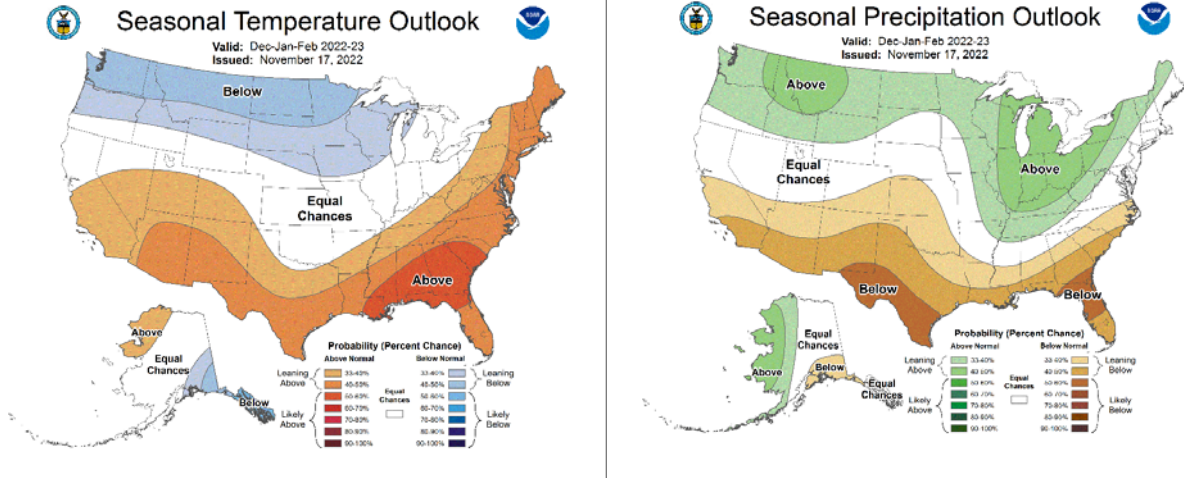 Seasonal Temperature Outlook
Valid: Dec-Jan-Feb 2022-23
Issued: November 17, 2022
Below
Equal
Chances
Above
Above
Equal
Chances
Below
Probability (Percent Chance)
Above Normal
Below Normal
Leaning
Above
33-40%
40-50%
Likely
Above
50-60%
60-70%
70-80%
80-90%
90-100%
Equal
Chances
33-40%
40-50%
Leaning
Below
50-60%
60-70%
70-80%
80-90%
90-100%
Likely
Below
Seasonal Precipitation Outlook
Valid: Dec-Jan-Feb 2022-23
Issued: November 17, 2022
Above
Equal
Chances
Above
Below
Below
Above
Equal
Chances
Below
Equal
Chances
Probability (Percent Chance)
Above Normal
Below Normal
Leaning
Above
33-40%
40-50%
Likely
Above
50-60%
60-70%
70-80%
80-90%
90-100%
Equal
Chances
33-40%
40-50%
Leaning
Below
50-60%
60-70%
70-80%
80-90%
90-100%
Likely
Below